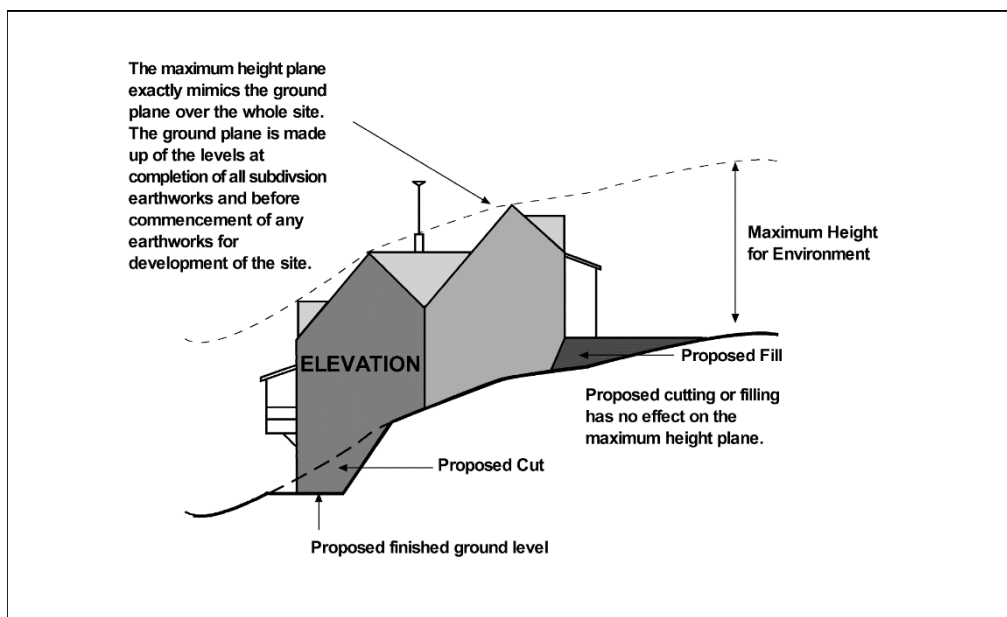 The maximum height plane
exactly mimics the ground
plane over the whole site.
The ground plane is made
up of the levels at
completion of all subdivsion
earthworks and before
commencement of any
earthworks for
development of the site.
Maximum Height
for Environment
ELEVATION
Proposed Fill
Proposed cutting or filling
has no effect on the
maximum height plane.
Proposed Cut
Proposed finished ground level